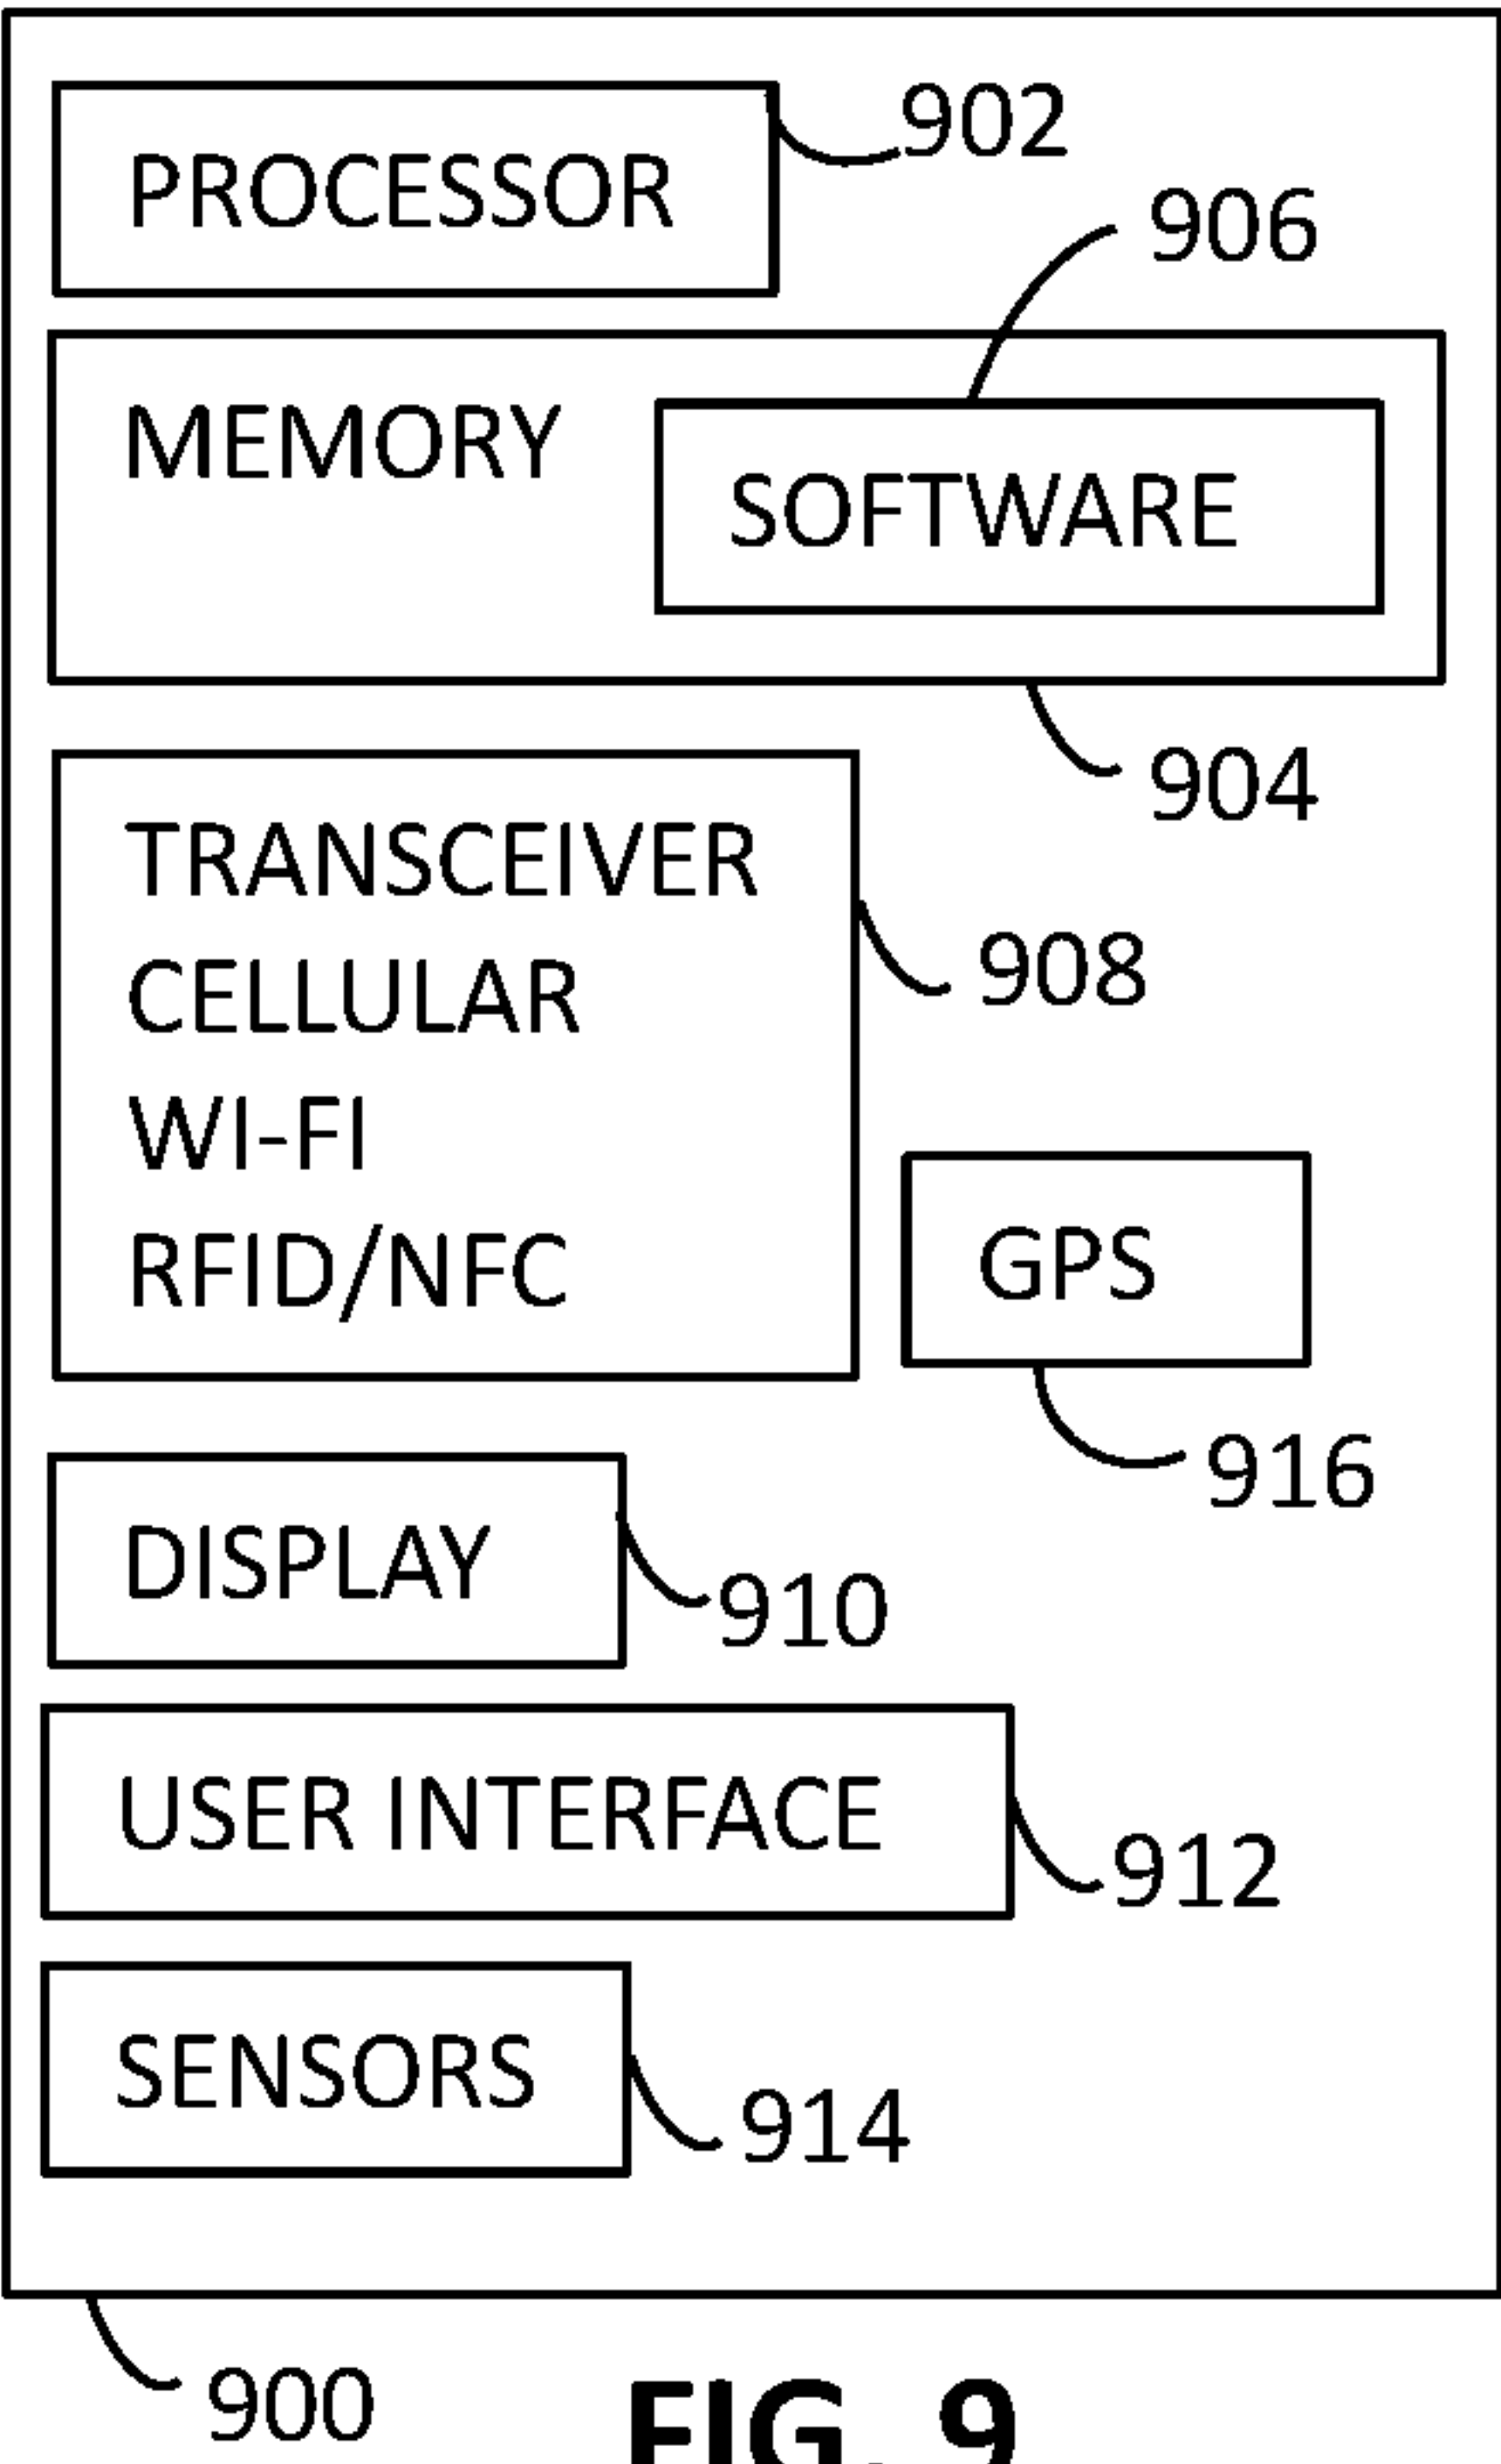 PROCESSOR
902
906
MEMORY
SOFTWARE
904
TRANSCEIVER
CELLULAR
WI-FI
RFID/NFC
908
GPS
916
DISPLAY
910
USER INTERFACE
912
SENSORS
914
900
FIG. 9